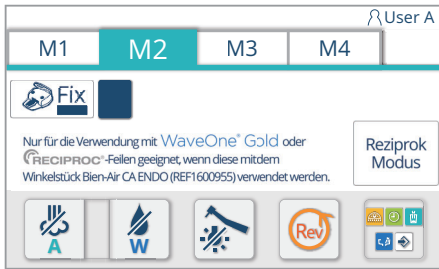 User A
M1 M2 M3 M4
Fix
Nur für die Verwendung mit WaveOne® Gold oder
RECIPROC®-Feilen geeignet, wenn diese mitdem
Winkelstück Bien-Air CA ENDO (REF1600955) verwendet werden.
Reziprok
Modus
A W Rev